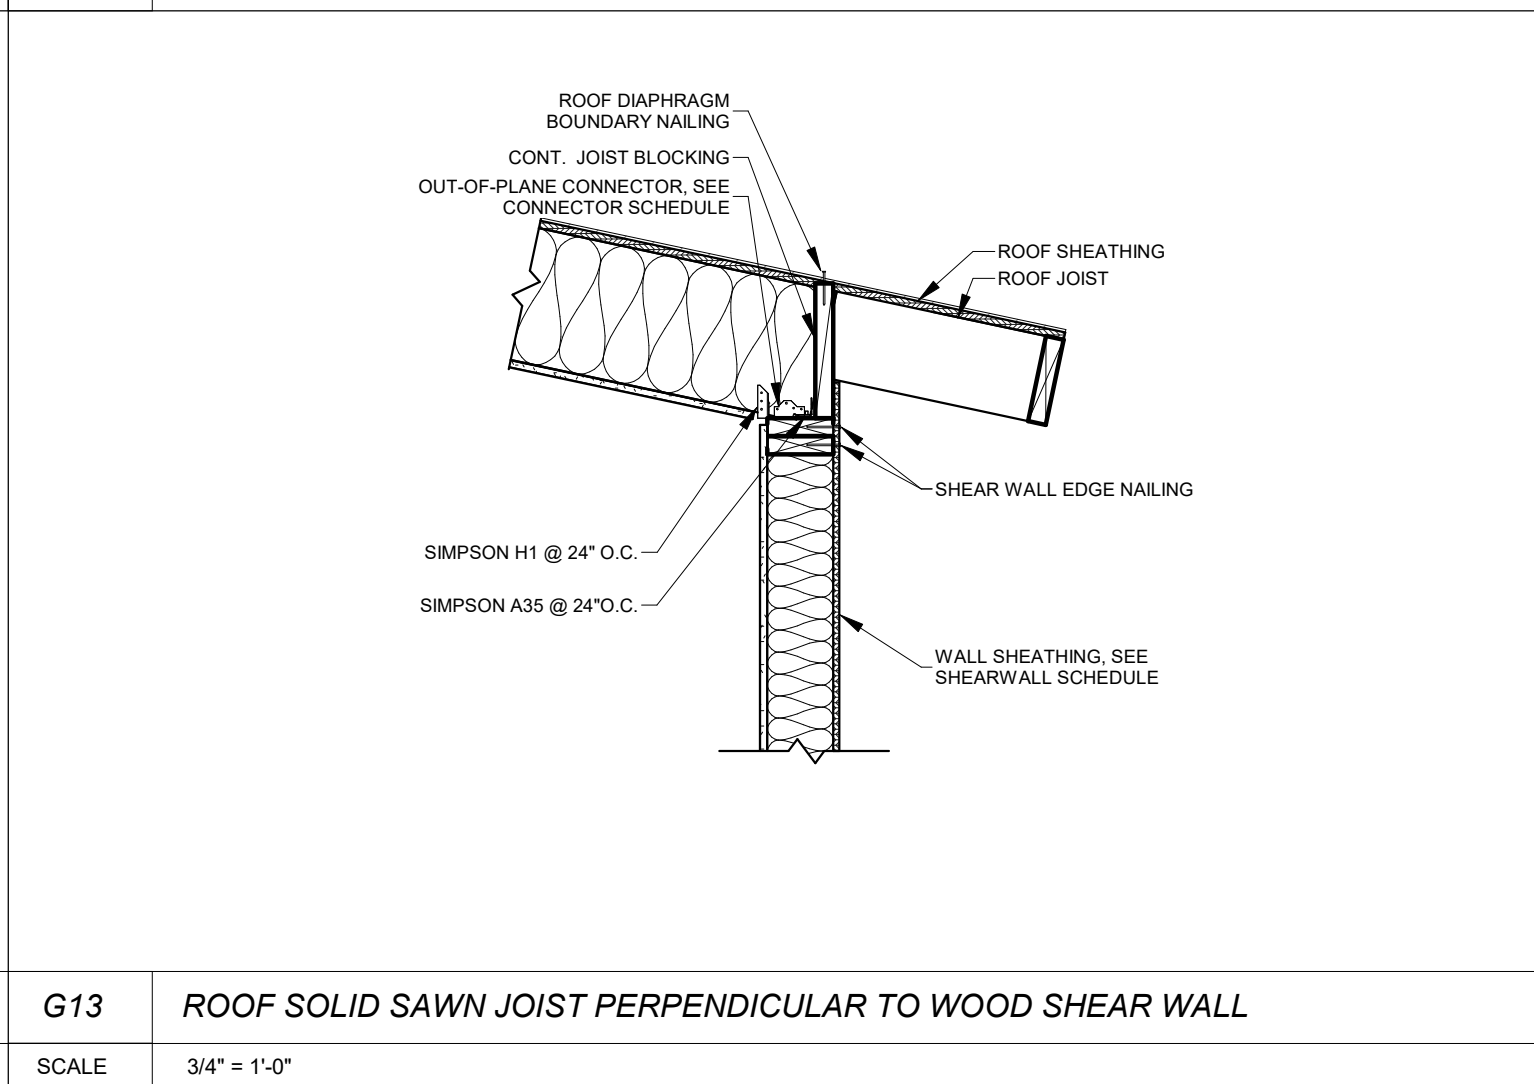 ROOF DIAPHRAGM
BOUNDARY NAILING
CONT. JOIST BLOCKING
OUT-OF-PLANE CONNECTOR, SEE
CONNECTOR SCHEDULE
ROOF SHEATHING
ROOF JOIST
SHEAR WALL EDGE NAILING
SIMPSON H1 @ 24" O.C.
SIMPSON A35 @ 24"O.C.
WALL SHEATHING, SEE
SHEARWALL SCHEDULE
G13 ROOF SOLID SAWN JOIST PERPENDICULAR TO WOOD SHEAR WALL
SCALE 3/4" = 1'-0"